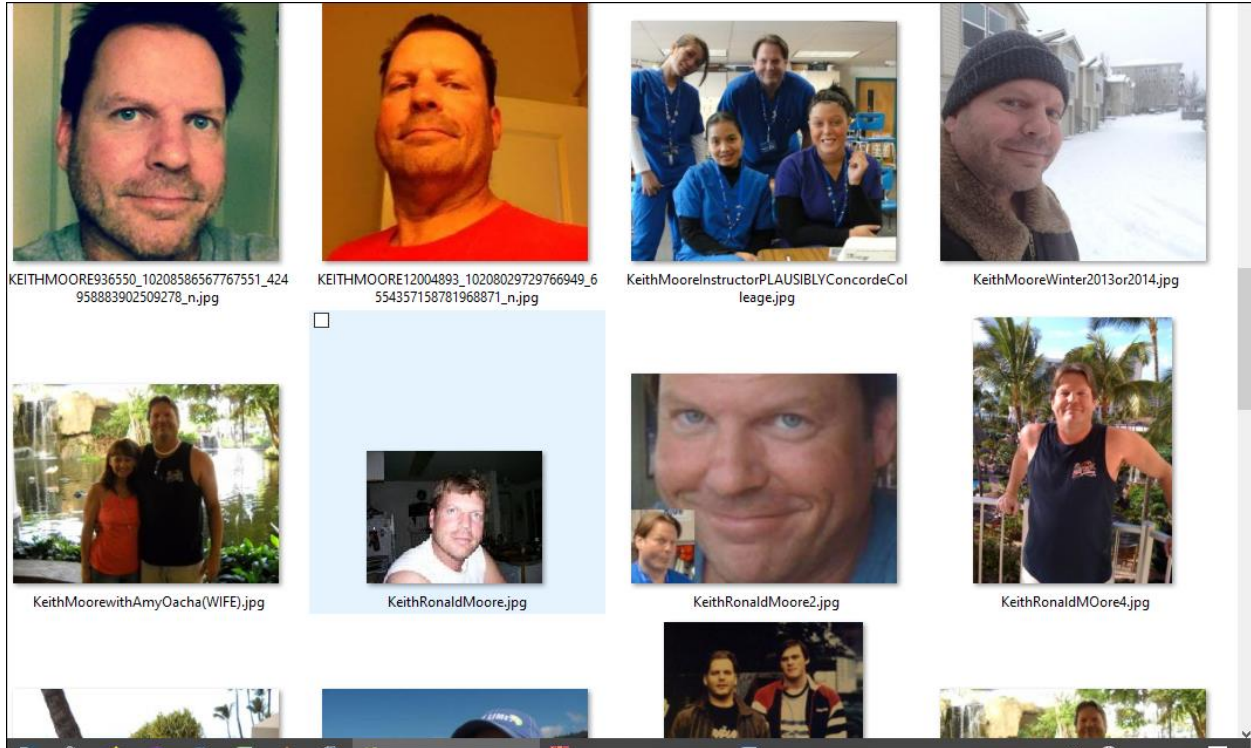 KEITHMOORE936550_10208586567767551_424
958883902509278_n.jpg
KEITHMOORE12004893_10208029729766949_6
554357158781968871_n.jpg
KeithMooreInstructorPLAUSIBLYConcordeCol
leage.jpg
KeithMooreWinter2013or2014.jpg
KeithMoorewithAmyOacha(WIFE).jpg
KeithRonaldMoore.jpg
KeithRonaldMoore2.jpg
KeithRonaldMOore4.jpg